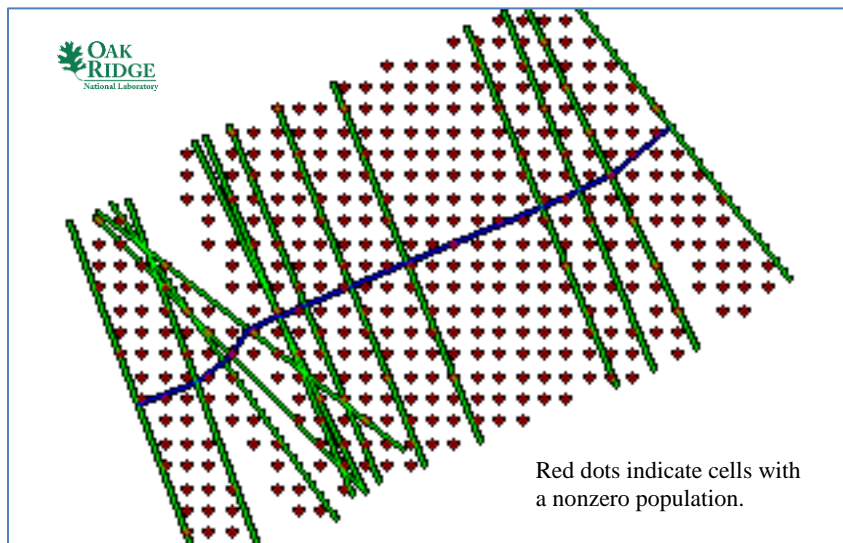 OAK
RIDGE
National Laboratory
Red dots indicate cells with
a nonzero population.